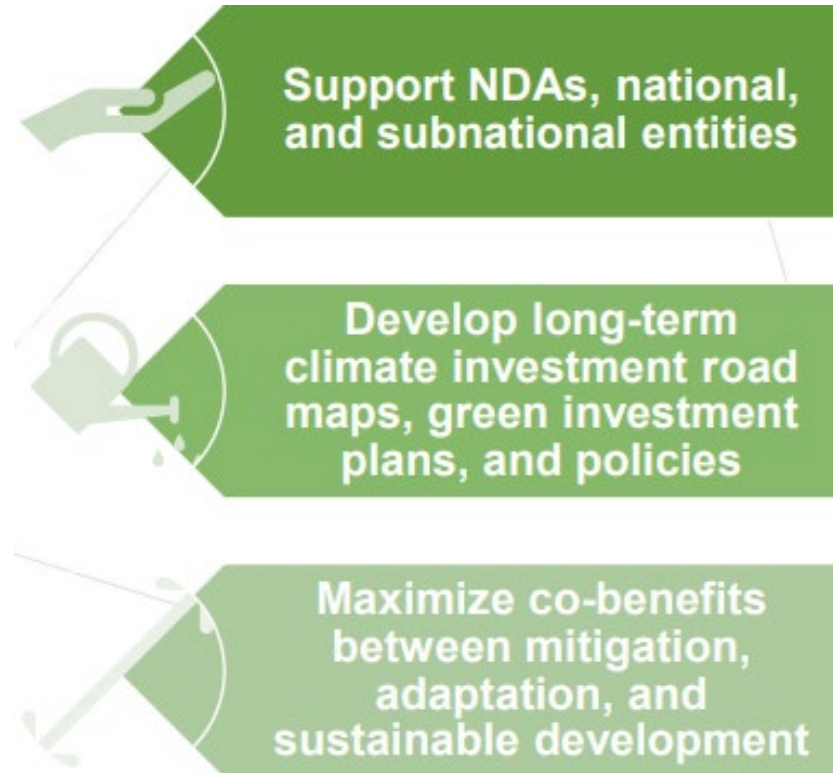 Support NDAs, national,
and subnational entities
Develop long-term
climate investment road
maps, green investment
plans, and policies
Maximize co-benefits
between mitigation,
adaptation, and
sustainable development